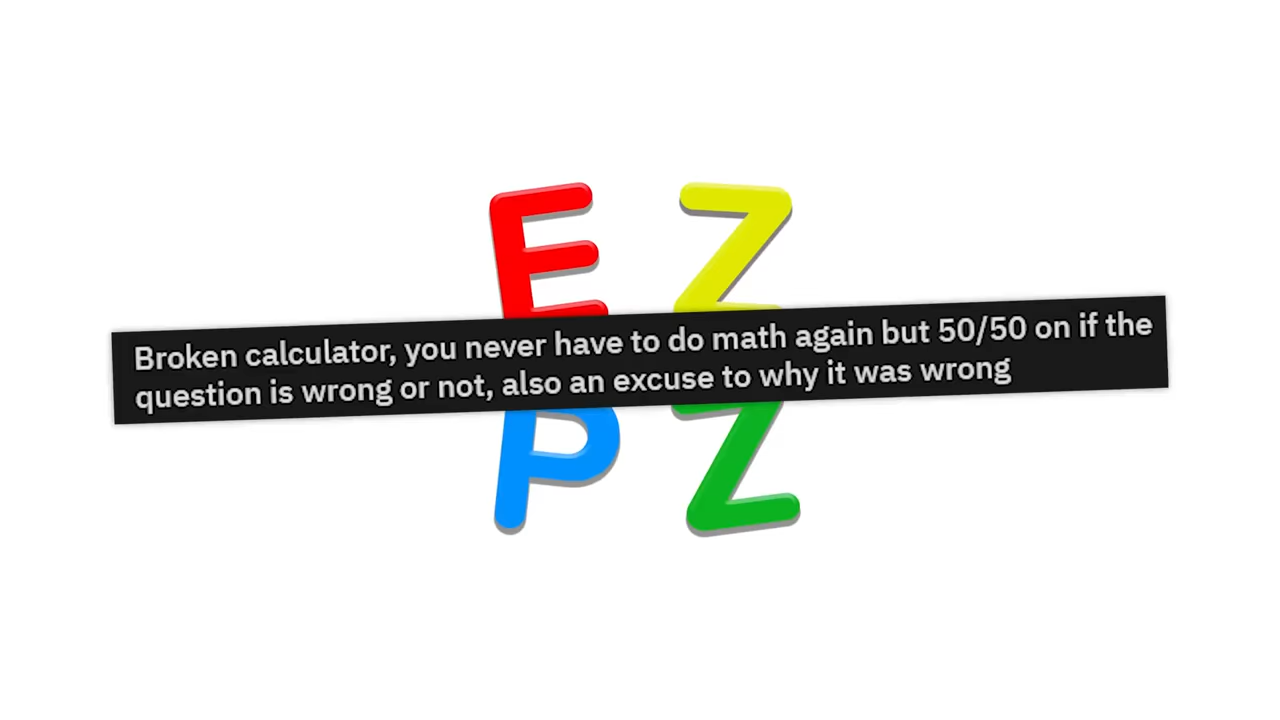 E Z
Broken calculator, you never have to do math again but 50/50 on if the
question is wrong or not, also an excuse to why it was wrong
P Z